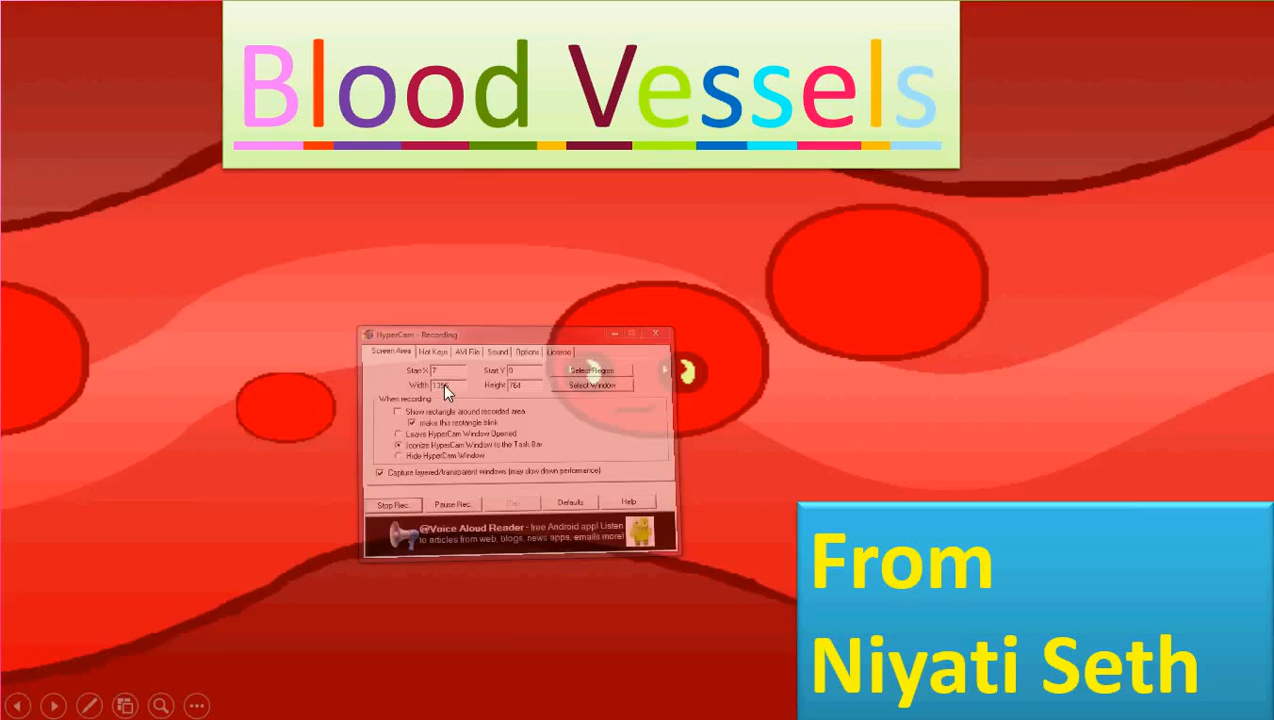 Blood Vessels
HyperCam - Recording
Screen Area Hot Keys AVI File Sound Options License
Start X 7 Start Y 0 Select Region
Width Height 764 Select Window
When recording
Show rectangle around recorded area
make this rectangle blink
Leave HyperCam Window Opened
Iconize HyperCam Window to the Task Bar
Hide HyperCam Window
Capture layered/transparent windows (may slow down performance)
Stop Rec. Pause Rec. Defaults Help
@Voice Aloud Reader - free Android app! Listen
to articles from web, blogs, news apps, emails more!
From
Niyati Seth